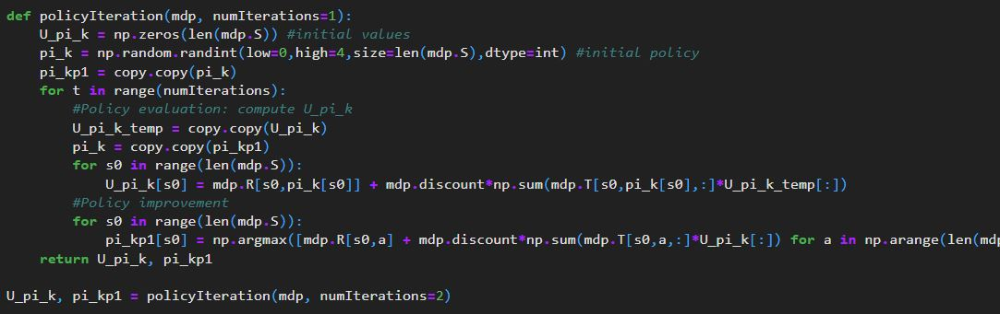 def policyIteration(mdp, numIterations=1):
    U_pi_k = np.zeros(len(mdp.S)) #initial values
    pi_k = np.random.randint(low=0,high=4,size=len(mdp.S),dtype=int) #initial policy
    pi_kp1 = copy.copy(pi_k)
    for t in range(numIterations):
        #Policy evaluation: compute U_pi_k
        U_pi_k_temp = copy.copy(U_pi_k)
        pi_k = copy.copy(pi_kp1)
        for s0 in range(len(mdp.S)):
            U_pi_k[s0] = mdp.R[s0,pi_k[s0]] + mdp.discount*np.sum(mdp.T[s0,pi_k[s0],:]*U_pi_k_temp[:])
        #Policy improvement
        for s0 in range(len(mdp.S)):
            pi_kp1[s0] = np.argmax([mdp.R[s0,a] + mdp.discount*np.sum(mdp.T[s0,a,:]*U_pi_k[:]) for a in np.arange(len(md
    return U_pi_k, pi_kp1

U_pi_k, pi_kp1 = policyIteration(mdp, numIterations=2)